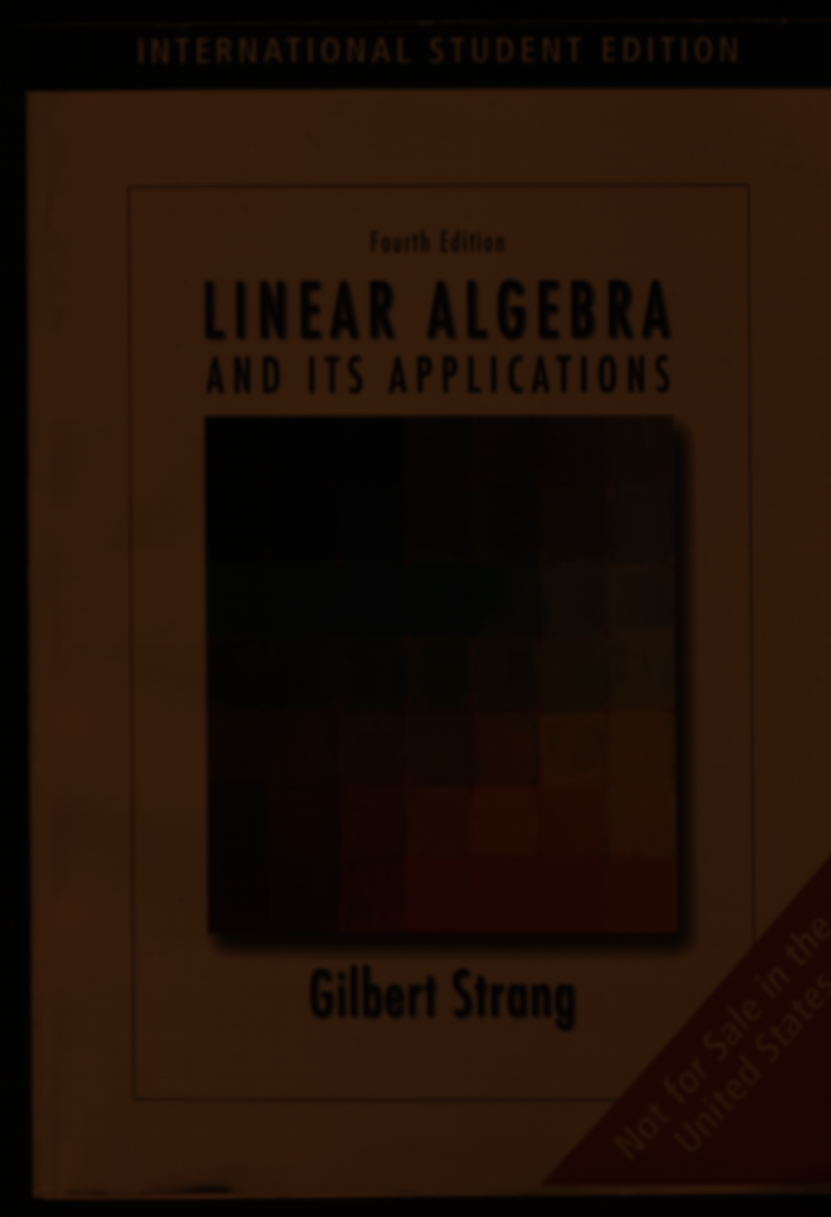 INTERNATIONAL STUDENT EDITION
Fourth Edition
LINEAR ALGEBRA
AND ITS APPLICATIONS
Gilbert Strang
Not for Sale in the
United States